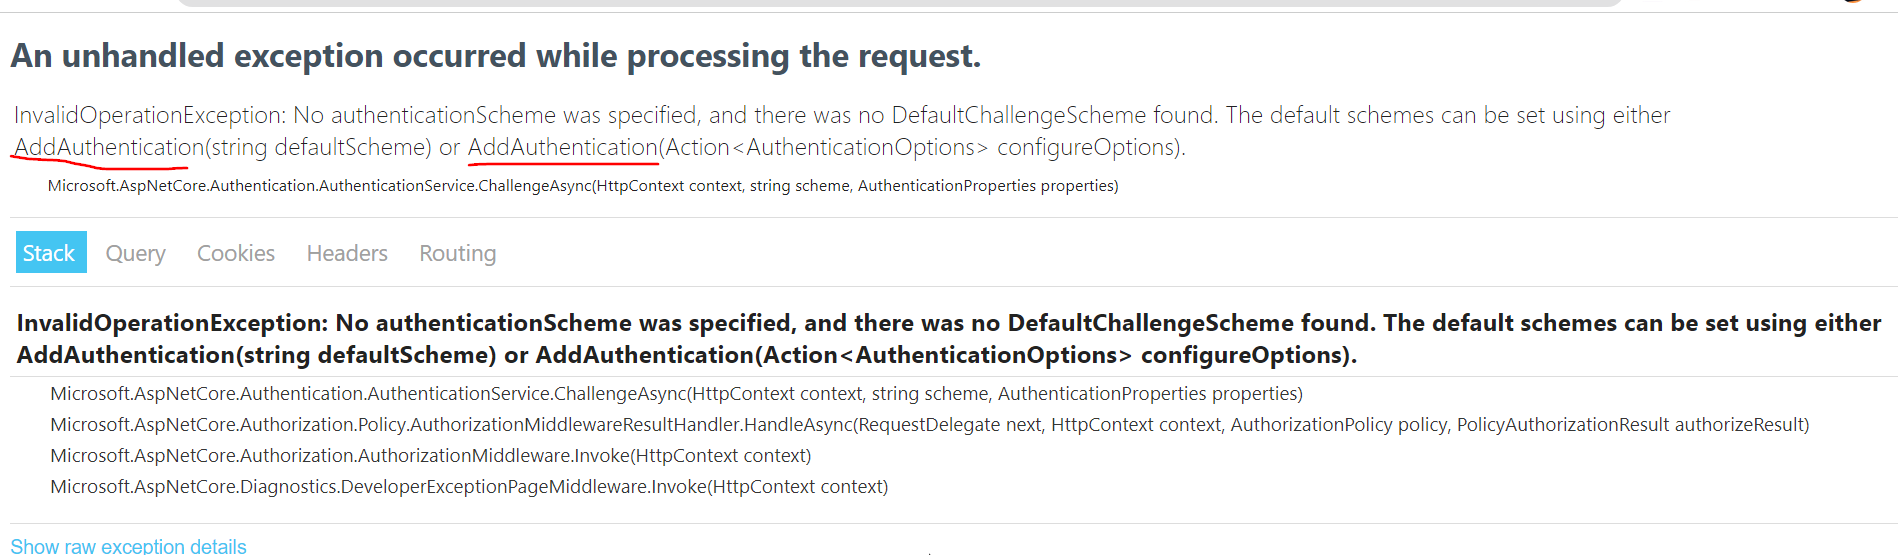 An unhandled exception occurred while processing the request.
InvalidOperationException: No authenticationScheme was specified, and there was no DefaultChallengeScheme found. The default schemes can be set using either
AddAuthentication(string defaultScheme) or AddAuthentication(Action<AuthenticationOptions> configureOptions).
Microsoft.AspNetCore.Authentication.AuthenticationService.ChallengeAsync(HttpContext context, string scheme, AuthenticationProperties properties)
Stack Query Cookies Headers Routing
InvalidOperationException: No authenticationScheme was specified, and there was no DefaultChallengeScheme found. The default schemes can be set using either
AddAuthentication(string defaultScheme) or AddAuthentication(Action<AuthenticationOptions> configureOptions).
Microsoft.AspNetCore.Authentication.AuthenticationService.ChallengeAsync(HttpContext context, string scheme, AuthenticationProperties properties)
Microsoft.AspNetCore.Authorization.Policy.AuthorizationMiddlewareResultHandler.HandleAsync(RequestDelegate next, HttpContext context, AuthorizationPolicy policy, PolicyAuthorizationResult authorizeResult)
Microsoft.AspNetCore.Authorization.AuthorizationMiddleware.Invoke(HttpContext context)
Microsoft.AspNetCore.Diagnostics.DeveloperExceptionPageMiddleware.Invoke(HttpContext context)
Show raw exception details